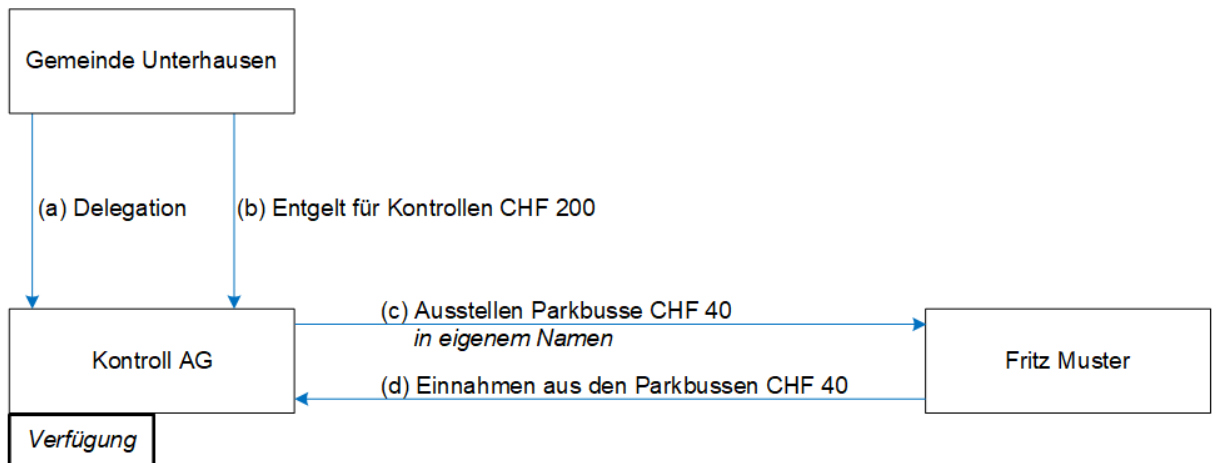 Gemeinde Unterhausen
(a) Delegation
(b) Entgelt für Kontrollen CHF 200
Kontroll AG
(c) Ausstellen Parkbusse CHF 40
in eigenem Namen
(d) Einnahmen aus den Parkbussen CHF 40
Fritz Muster
Verfügung